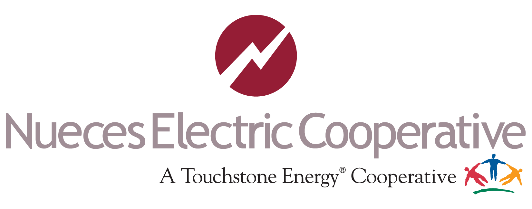 Nueces Electric Cooperative
A Touchstone Energy® Cooperative